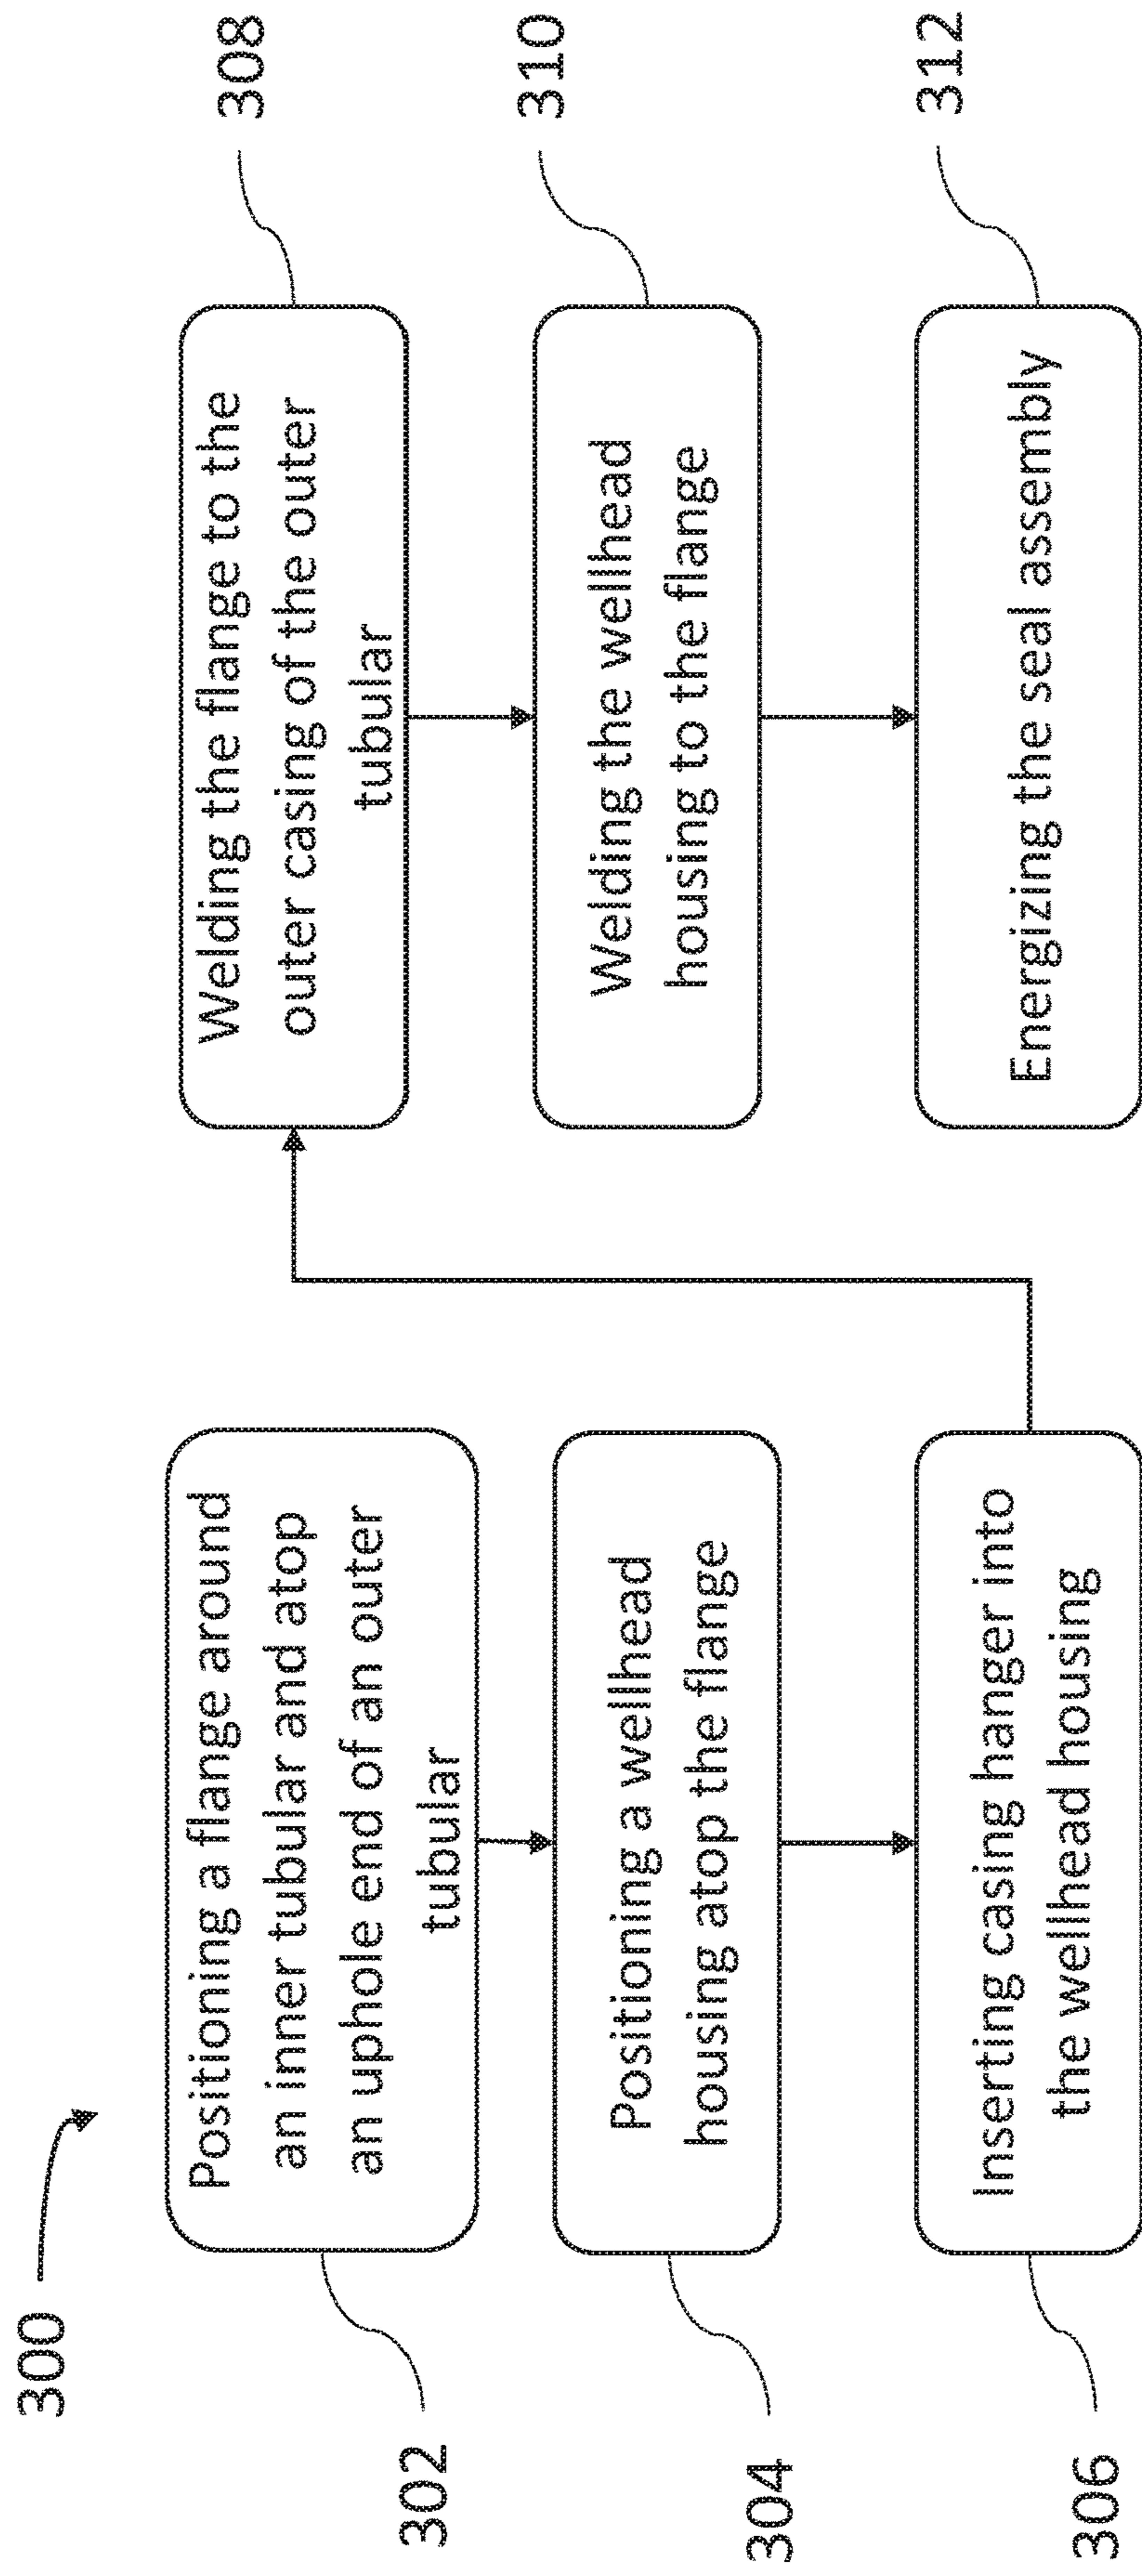 300
302
Positioning a flange around
an inner tubular and atop
an uphole end of an outer
tubular
304
Positioning a wellhead
housing atop the flange
306
Inserting casing hanger into
the wellhead housing
Welding the flange to the
outer casing of the outer
tubular
308
Welding the wellhead
housing to the flange
310
Energizing the seal assembly
312